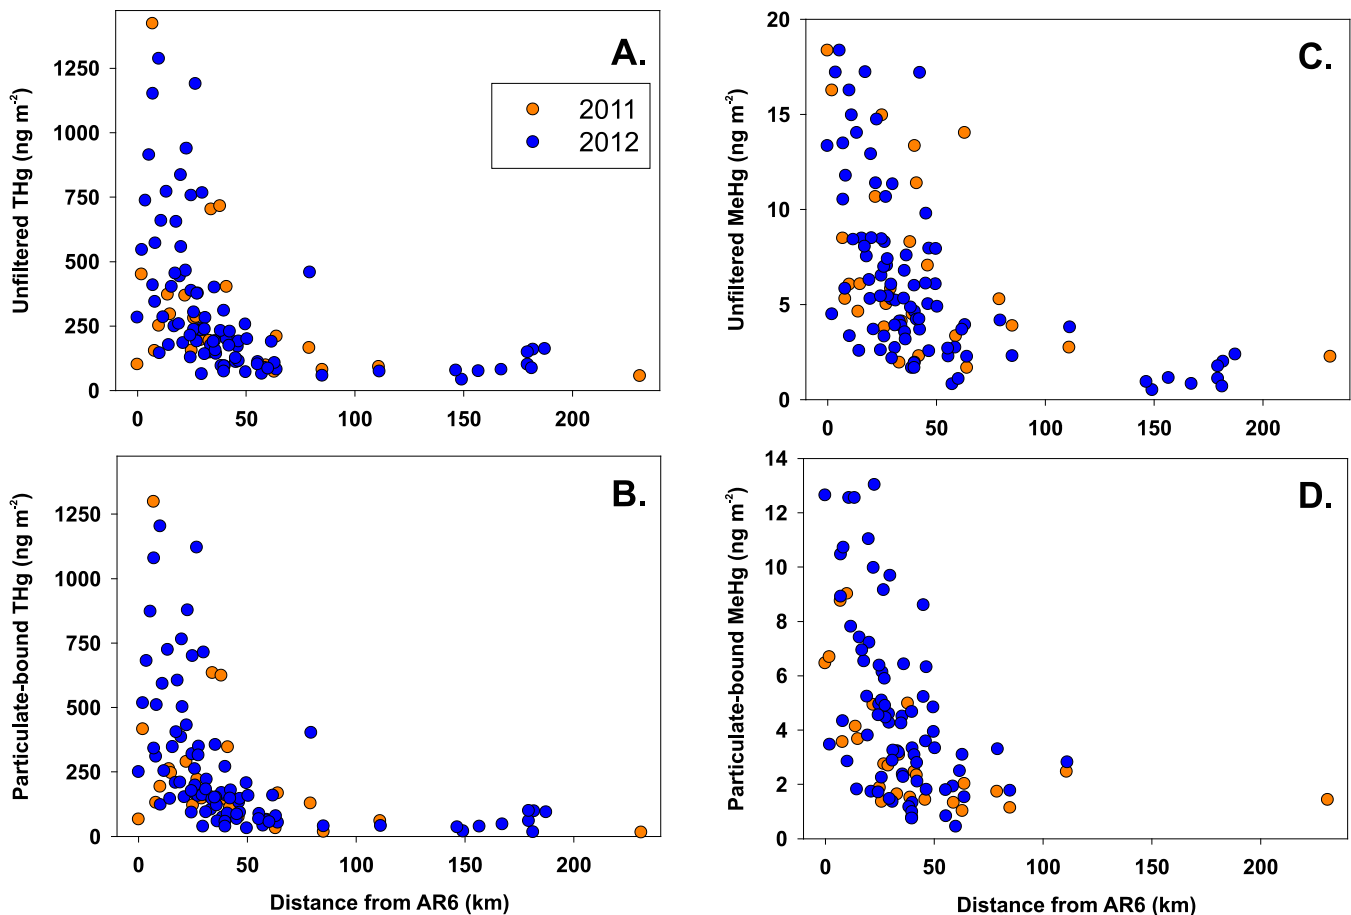 A.
Unfiltered THg (ng m-2)
1250
1000
750
500
250
0
0 50 100 150 200
2011
2012
C.
Unfiltered MeHg (ng m-2)
20
15
10
5
0
0 50 100 150 200
B.
Particulate-bound THg (ng m-2)
1250
1000
750
500
250
0
0 50 100 150 200
Distance from AR6 (km)
D.
Particulate-bound MeHg (ng m-2)
14
12
10
8
6
4
2
0
0 50 100 150 200
Distance from AR6 (km)